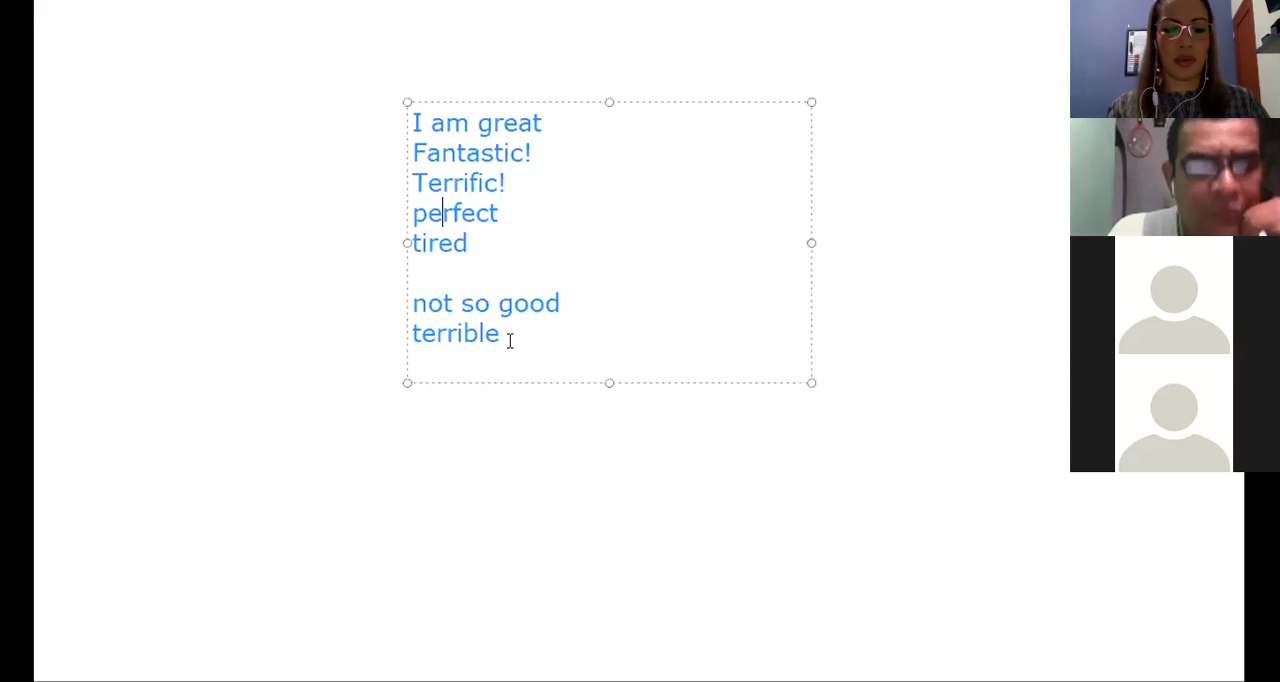 I am great
Fantastic!
Terrific!
perfect
tired
not so good
terrible